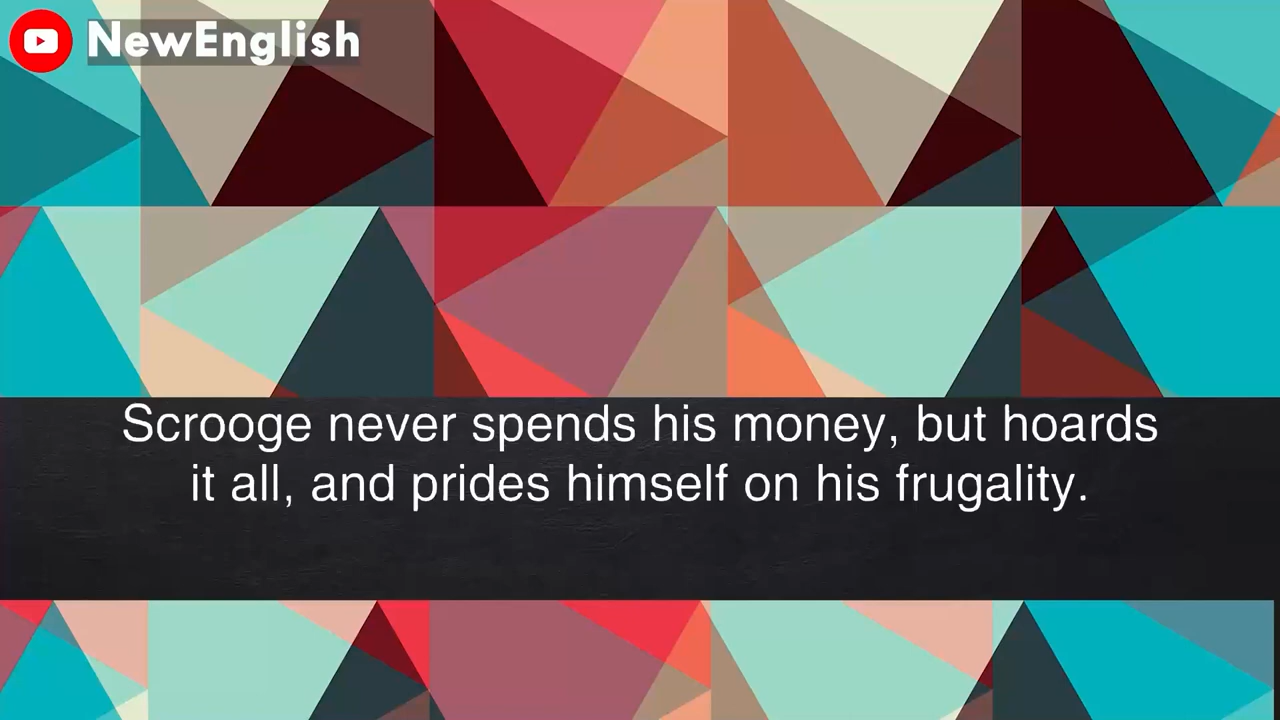 NewEnglish
Scrooge never spends his money, but hoards
it all, and prides himself on his frugality.